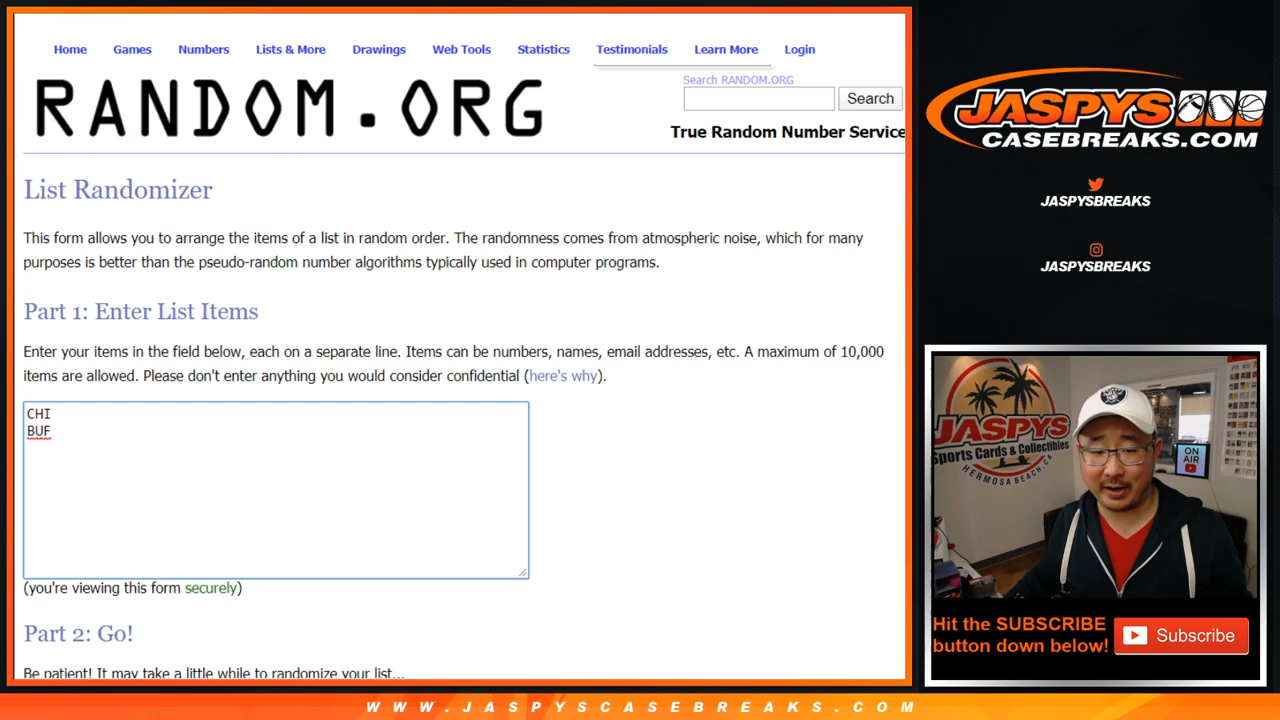 Home Games Numbers Lists & More Drawings Web Tools Statistics Testimonials Learn More Login
RANDOM.ORG
Search RANDOM.ORG
Search
True Random Number Service
List Randomizer
This form allows you to arrange the items of a list in random order. The randomness comes from atmospheric noise, which for many
purposes is better than the pseudo-random number algorithms typically used in computer programs.
Part 1: Enter List Items
Enter your items in the field below, each on a separate line. Items can be numbers, names, email addresses, etc. A maximum of 10,000
items are allowed. Please don't enter anything you would consider confidential (here's why).
CHI
BUF
(you're viewing this form securely)
Part 2: Go!
Be patient! It may take a little while to randomize your list...
JASPYS
CASEBREAKS.COM
JASPYSBREAKS
JASPYSBREAKS
JASPYS
Sports Cards & Collectibles
HERMOSA BEACH, CA
ON
AIR
Hit the SUBSCRIBE
button down below!
Subscribe
WWW.JASPYSCASEBREAKS.COM